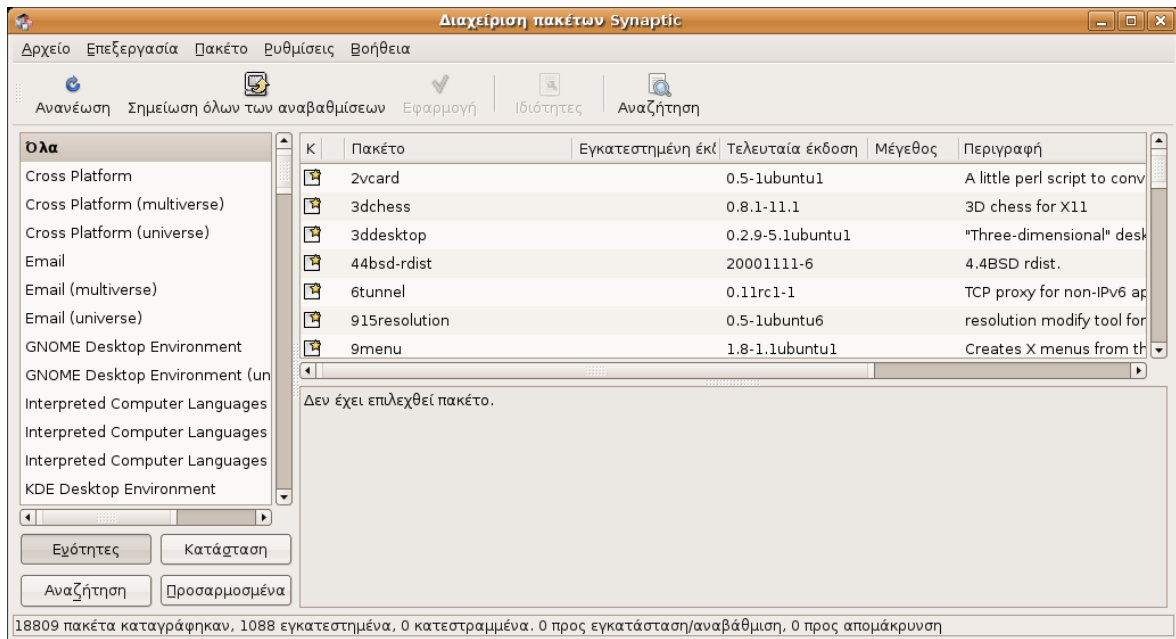 Διαχείριση πακέτων Synaptic
Αρχείο Επεξεργασία Πακέτο Ρυθμίσεις Βοήθεια
Ανανέωση Σημείωση όλων των αναβαθμίσεων Εφαρμογή Ιδιότητες Αναζήτηση
Όλα
Cross Platform
Cross Platform (multiverse)
Cross Platform (universe)
Email
Email (multiverse)
Email (universe)
GNOME Desktop Environment
GNOME Desktop Environment (un
Interpreted Computer Languages
Interpreted Computer Languages
Interpreted Computer Languages
KDE Desktop Environment
Ενότητες Κατάσταση
Αναζήτηση Προσαρμοσμένα
Κ Πακέτο Εγκατεστημένη έκδ Τελευταία έκδοση Μέγεθος Περιγραφή
2vcard 0.5-1ubuntu1 A little perl script to conv
3dchess 0.8.1-11.1 3D chess for X11
3ddesktop 0.2.9-5.1ubuntu1 "Three-dimensional" desk
44bsd-rdist 20001111-6 4.4BSD rdist.
6tunnel 0.11rc1-1 TCP proxy for non-IPv6 ap
915resolution 0.5-1ubuntu6 resolution modify tool for
9menu 1.8-1.1ubuntu1 Creates X menus from th
Δεν έχει επιλεχθεί πακέτο.
18809 πακέτα καταγράφηκαν, 1088 εγκατεστημένα, 0 κατεστραμμένα. 0 προς εγκατάσταση/αναβάθμιση, 0 προς απομάκρυνση